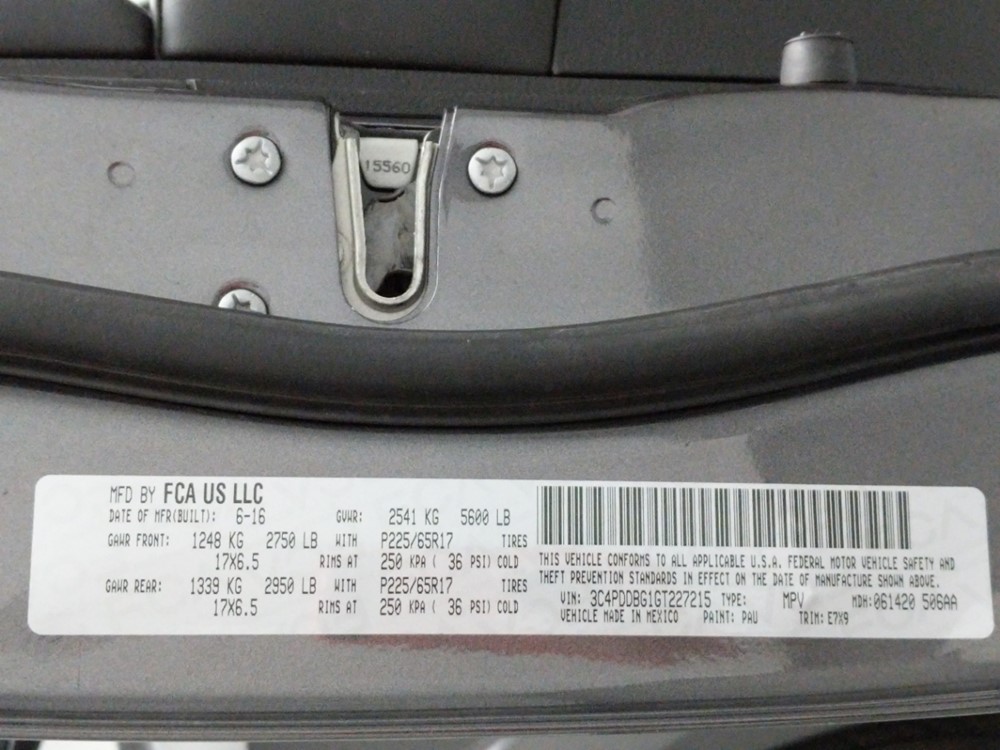 15560
MFD BY FCA US LLC
DATE OF MFR(BUILT): 6-16 GVWR: 2541 KG 5600 LB
GAWR FRONT: 1248 KG 2750 LB WITH P225/65R17 TIRES
17X6.5 RIMS AT 250 KPA ( 36 PSI) COLD
GAWR REAR: 1339 KG 2950 LB WITH P225/65R17 TIRES
17X6.5 RIMS AT 250 KPA ( 36 PSI) COLD
THIS VEHICLE CONFORMS TO ALL APPLICABLE U.S.A. FEDERAL MOTOR VEHICLE SAFETY AND
THEFT PREVENTION STANDARDS IN EFFECT ON THE DATE OF MANUFACTURE SHOWN ABOVE.
VIN: 3C4PDDBG1GT227215 TYPE: MPV MDH: 061420 506AA
VEHICLE MADE IN MEXICO PAINT: PAU TRIM: E7X9